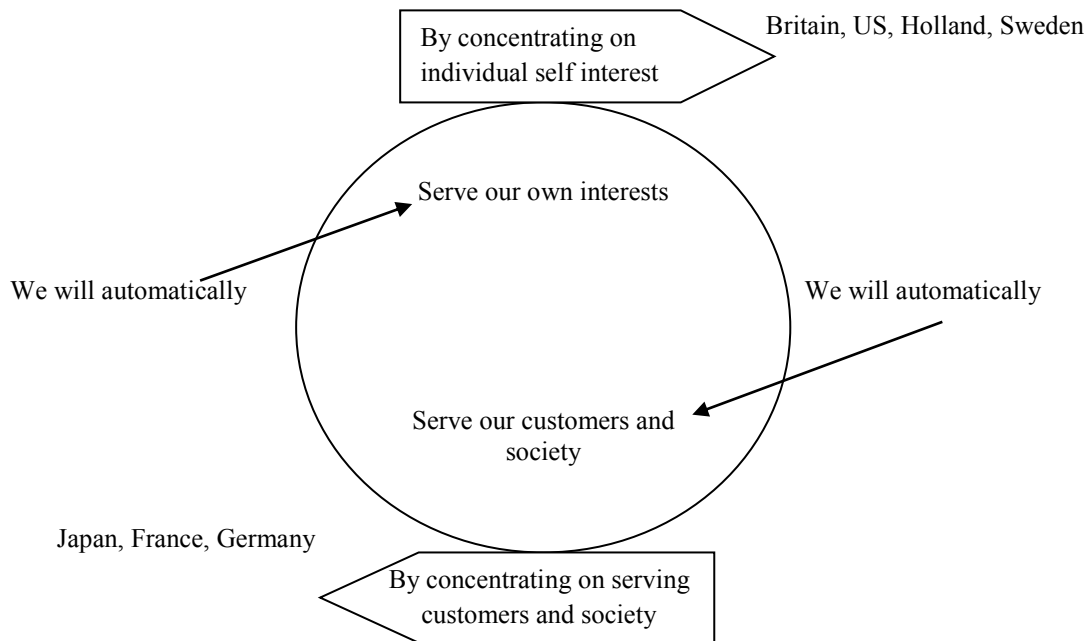 By concentrating on
individual self interest
Britain, US, Holland, Sweden
Serve our own interests
We will automatically
We will automatically
Serve our customers and
society
Japan, France, Germany
By concentrating on serving
customers and society